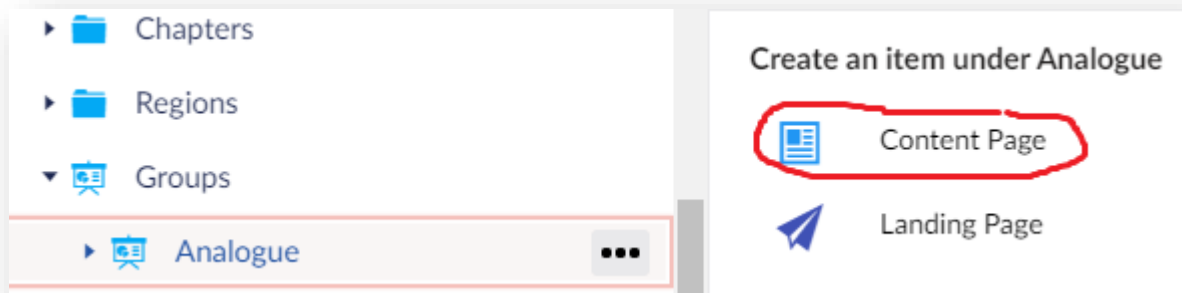 Chapters
Regions
Groups
Analogue
Create an item under Analogue
Content Page
Landing Page